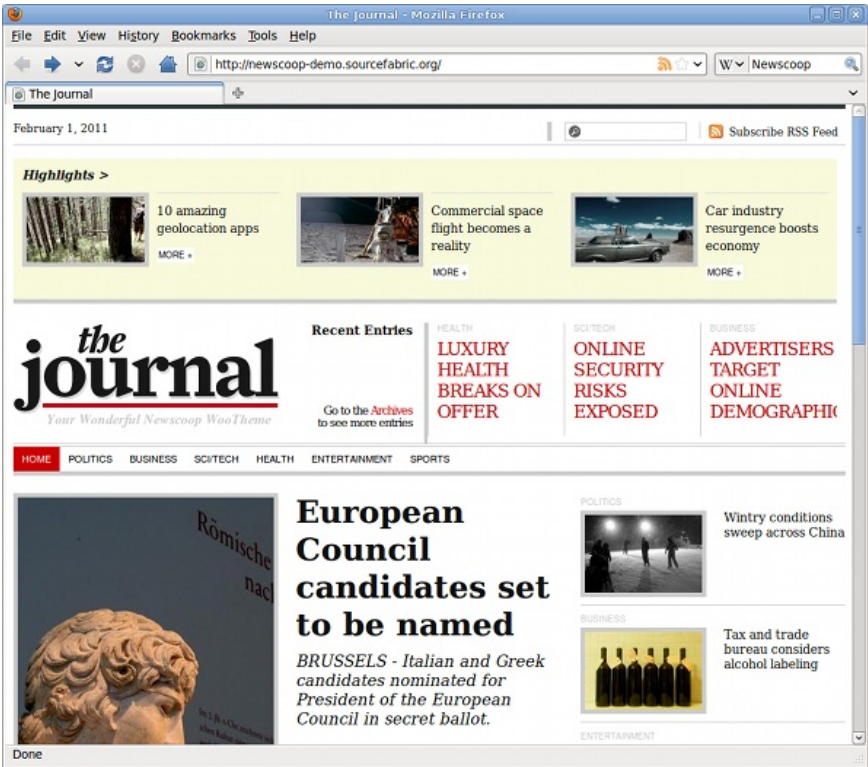 The Journal - Mozilla Firefox
File Edit View History Bookmarks Tools Help
http://newscoop-demo.sourcefabric.org/
W Newscoop
The Journal
February 1, 2011
Subscribe RSS Feed
Highlights >
10 amazing
geolocation apps
MORE +
Commercial space
flight becomes a
reality
MORE +
Car industry
resurgence boosts
economy
MORE +
the
journal
Your Wonderful Newscoop WooTheme
Recent Entries
Go to the Archives
to see more entries
HEALTH
LUXURY
HEALTH
BREAKS ON
OFFER
SCI/TECH
ONLINE
SECURITY
RISKS
EXPOSED
BUSINESS
ADVERTISERS
TARGET
ONLINE
DEMOGRAPHIC
HOME POLITICS BUSINESS SCI/TECH HEALTH ENTERTAINMENT SPORTS
Römische
nach
European
Council
candidates set
to be named
BRUSSELS - Italian and Greek
candidates nominated for
President of the European
Council in secret ballot.
POLITICS
Wintry conditions
sweep across China
BUSINESS
Tax and trade
bureau considers
alcohol labeling
ENTERTAINMENT
Done